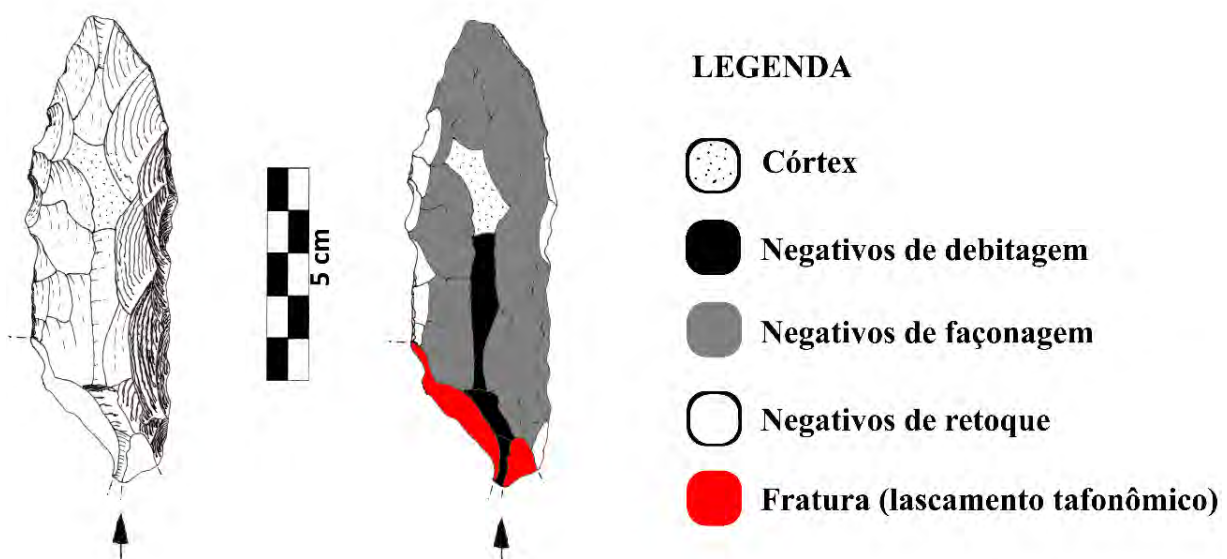 5 cm
LEGENDA
Córtex
Negativos de debitagem
Negativos de façonagem
Negativos de retoque
Fratura (lascamento tafonômico)